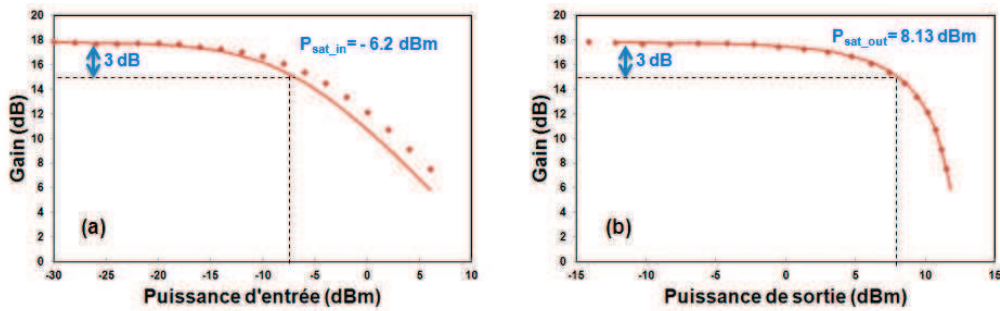 20
18
16
14
12
10
8
6
4
2
0
Gain (dB)
3 dB
P_sat_in = - 6.2 dBm
(a)
-30 -25 -20 -15 -10 -5 0 5 10
Puissance d'entrée (dBm)
20
18
16
14
12
10
8
6
4
2
0
Gain (dB)
3 dB
P_sat_out = 8.13 dBm
(b)
-15 -10 -5 0 5 10 15
Puissance de sortie (dBm)